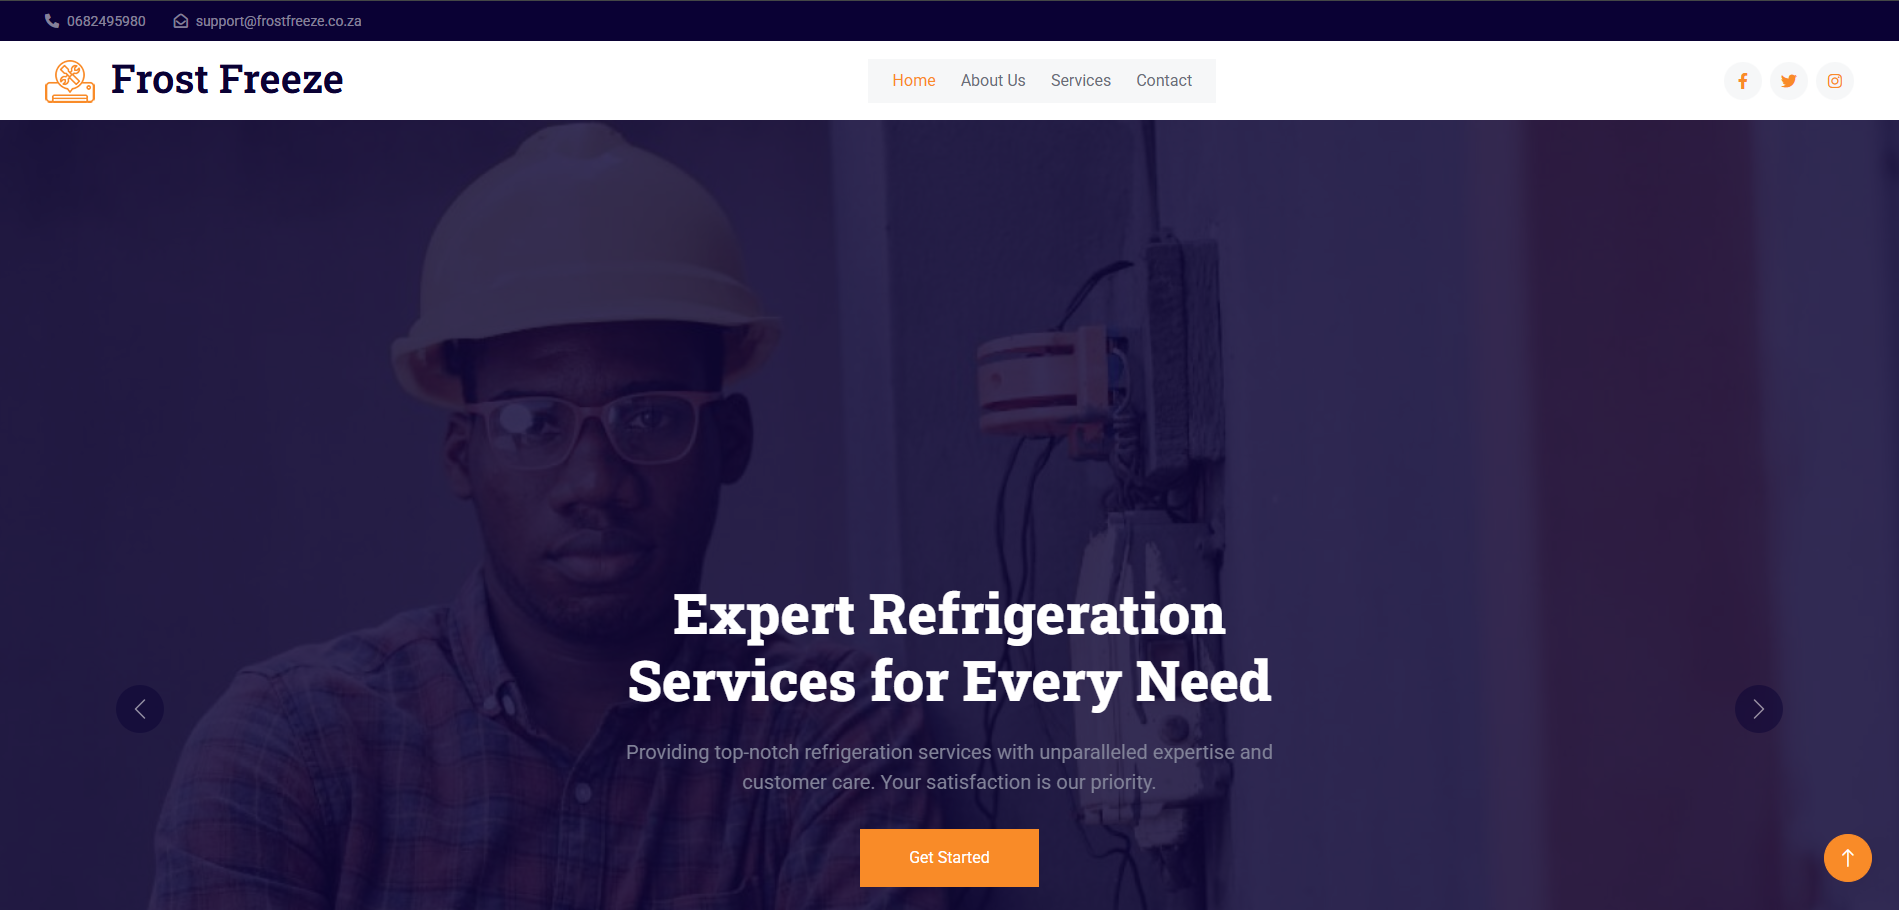 0682495980 support@frostfreeze.co.za
Frost Freeze
Home About Us Services Contact
Expert Refrigeration
Services for Every Need
Providing top-notch refrigeration services with unparalleled expertise and
customer care. Your satisfaction is our priority.
Get Started